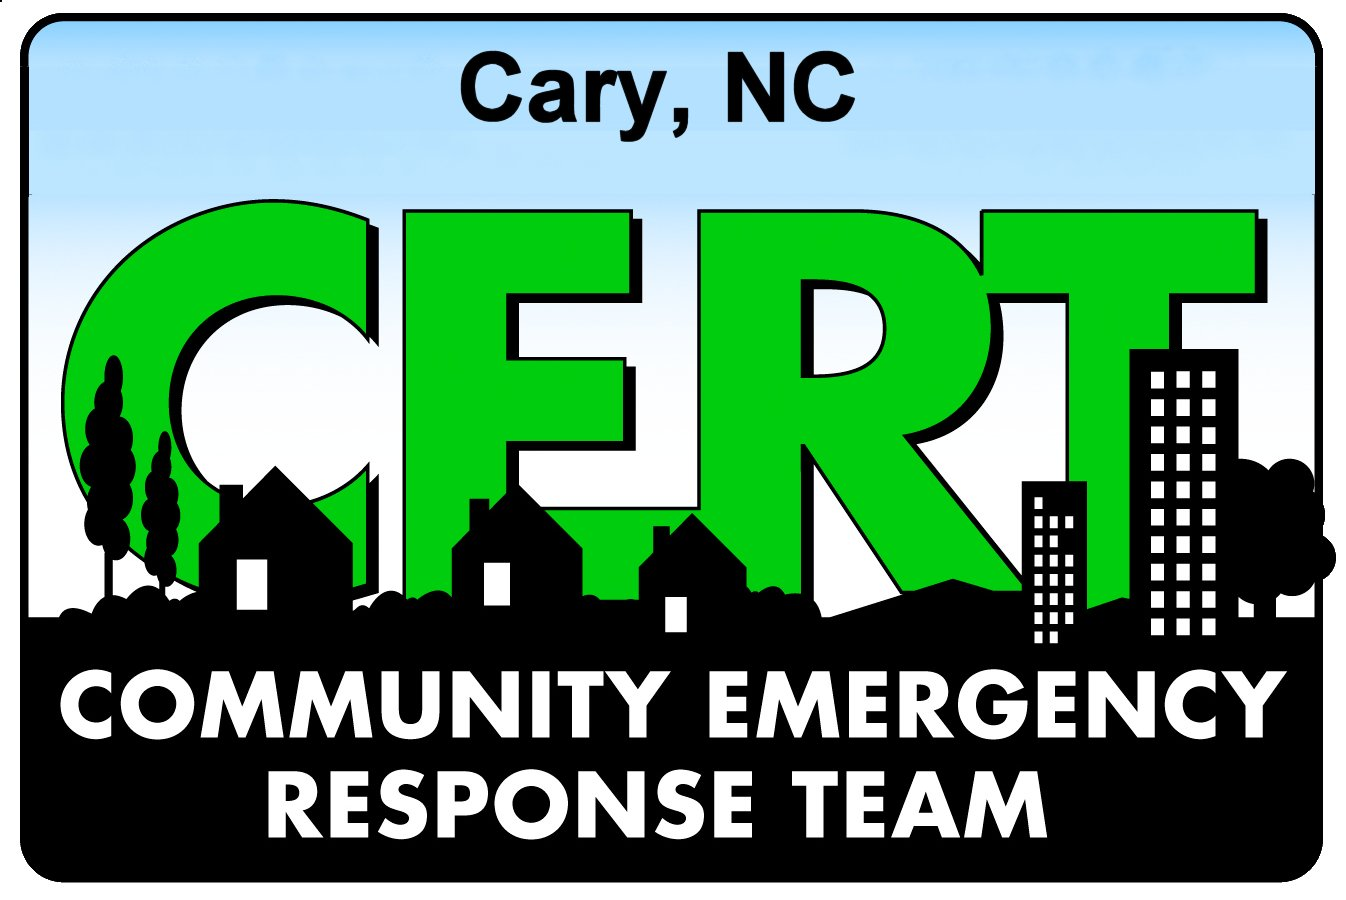 Cary, NC
CERT
COMMUNITY EMERGENCY
RESPONSE TEAM